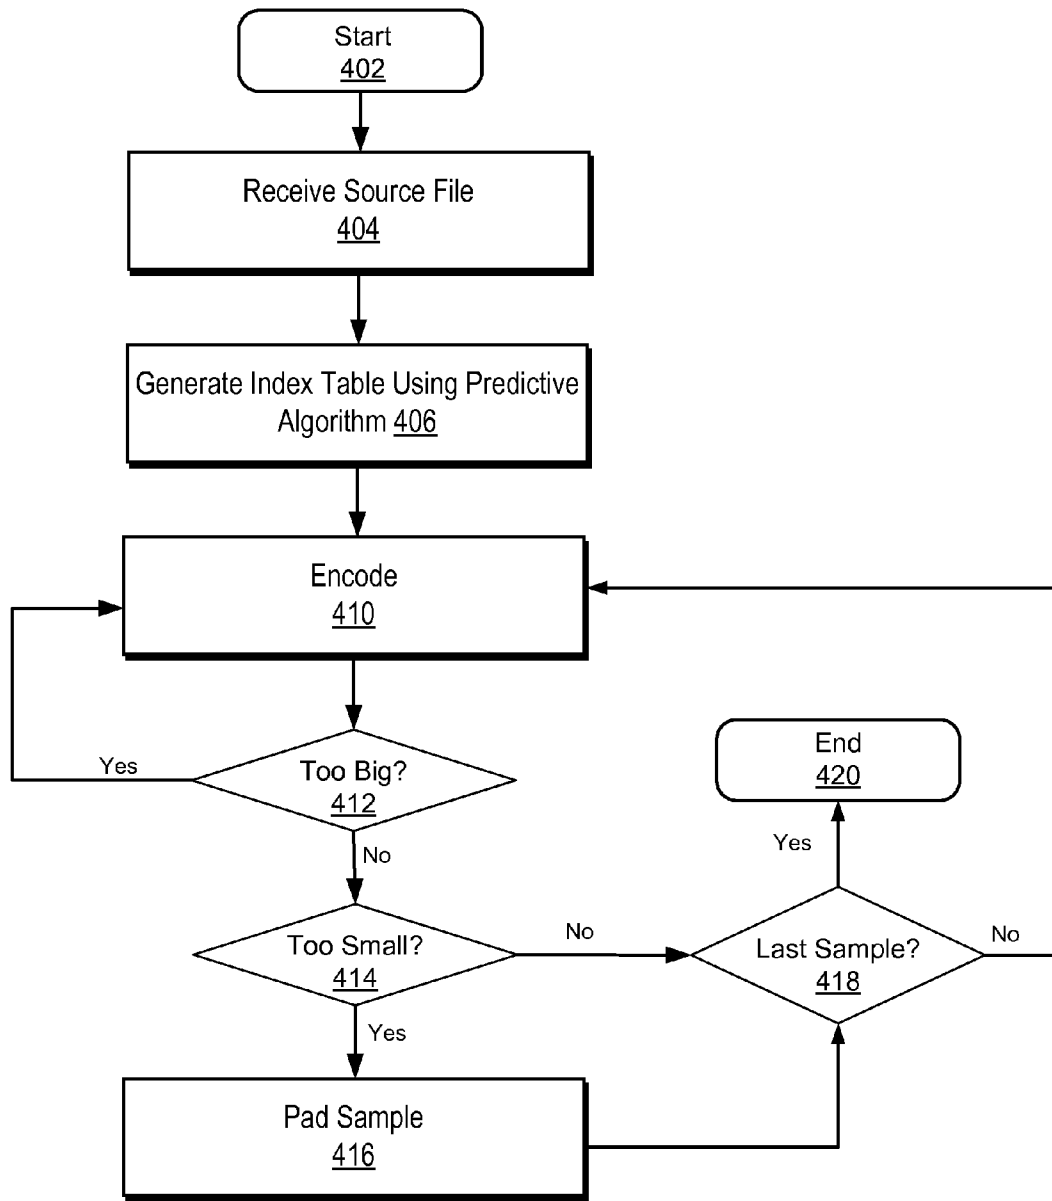 Start
402
Receive Source File
404
Generate Index Table Using Predictive
Algorithm 406
Encode
410
Yes
Too Big?
412
No
Too Small?
414
No
Yes
Pad Sample
416
Last Sample?
418
No
Yes
End
420